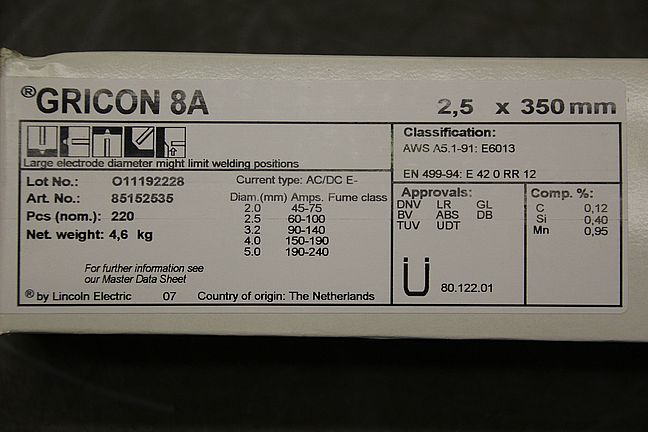 ®GRICON 8A 2,5 x 350 mm
Large electrode diameter might limit welding positions
Classification:
AWS A5.1-91: E6013
EN 499-94: E 42 0 RR 12
Lot No.: O11192228
Art. No.: 85152535
Pcs (nom.): 220
Net. weight: 4,6 kg
Current type: AC/DC E-
Diam.(mm) Amps. Fume class
2.0 45-75
2.5 60-100
3.2 90-140
4.0 150-190
5.0 190-240
For further information see
our Master Data Sheet
® by Lincoln Electric 07 Country of origin: The Netherlands
Approvals:
DNV LR GL
BV ABS DB
TUV UDT
Ü 80.122.01
Comp. %:
C 0,12
Si 0,40
Mn 0,95